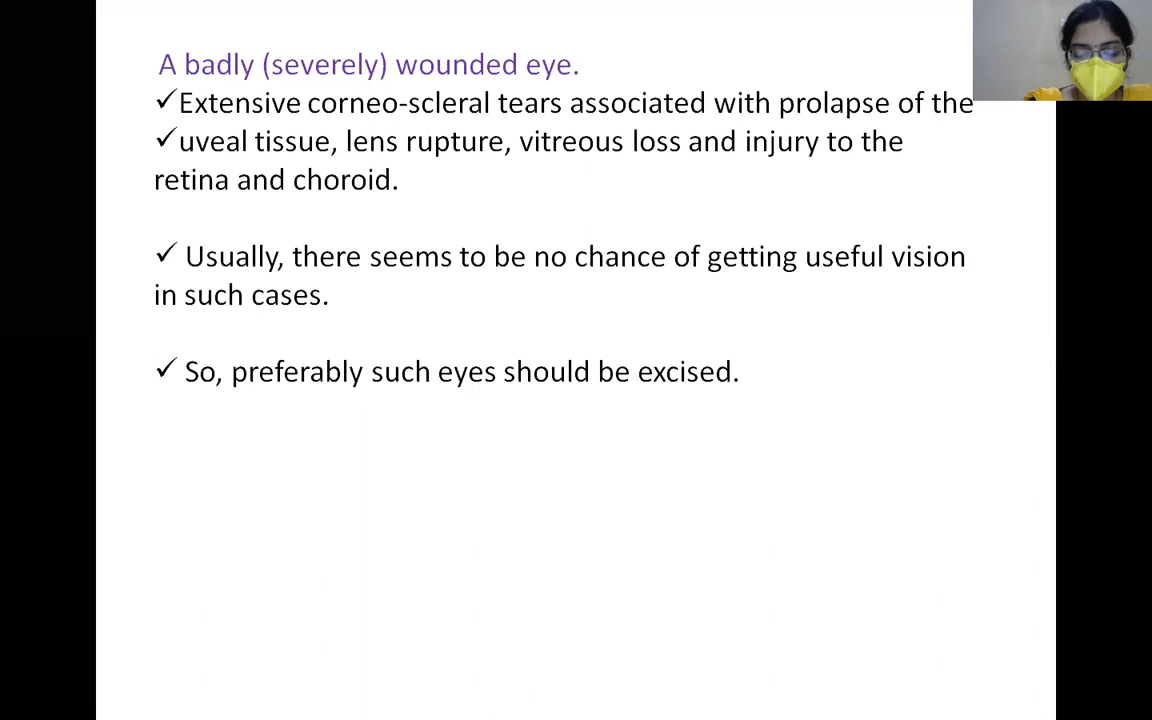 A badly (severely) wounded eye.
✓Extensive corneo-scleral tears associated with prolapse of the
✓uveal tissue, lens rupture, vitreous loss and injury to the
retina and choroid.
✓ Usually, there seems to be no chance of getting useful vision
in such cases.
✓ So, preferably such eyes should be excised.